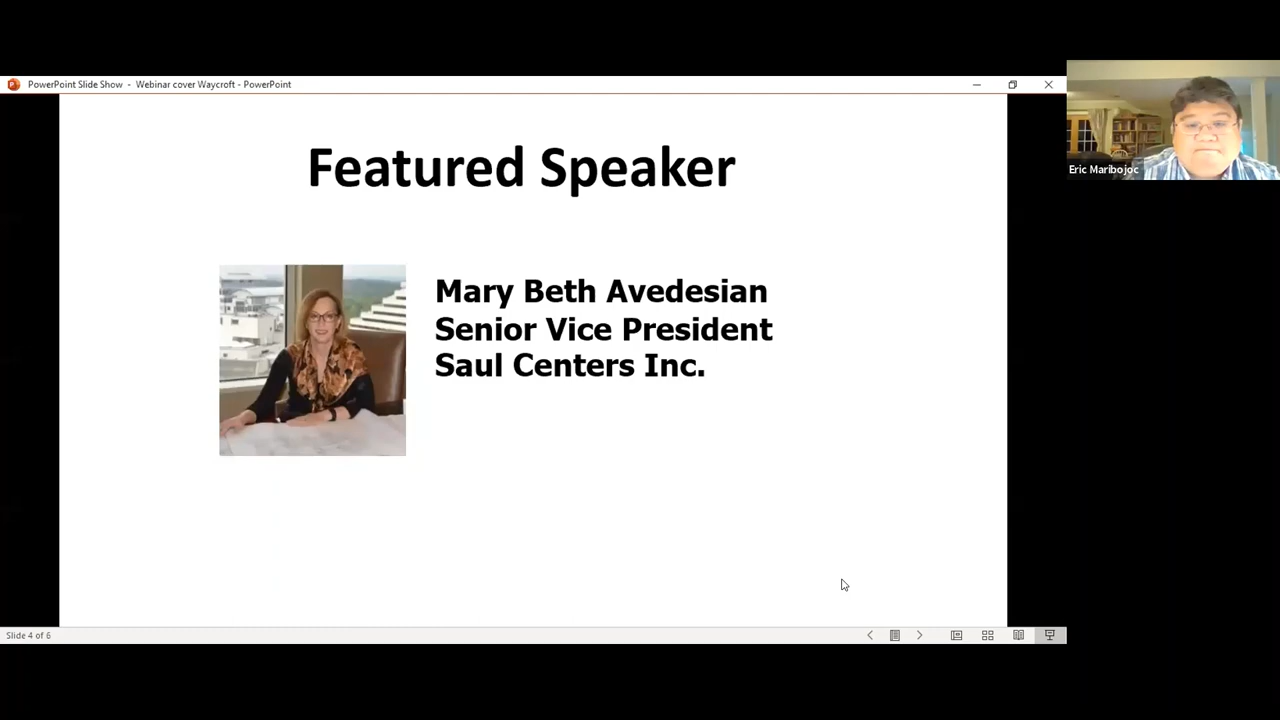 PowerPoint Slide Show - Webinar cover Waycroft - PowerPoint
Eric Maribojoc
Featured Speaker
Mary Beth Avedesian
Senior Vice President
Saul Centers Inc.
Slide 4 of 6